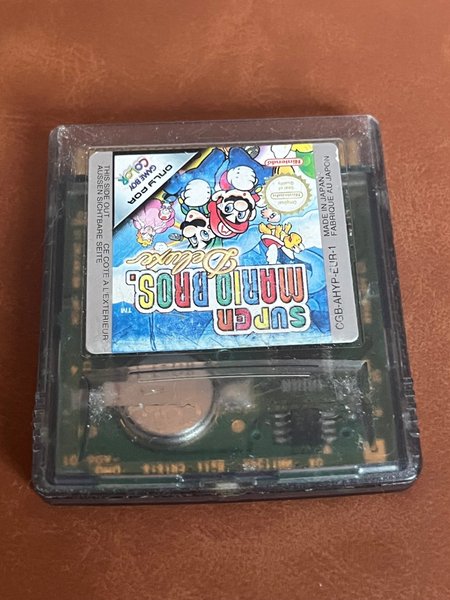 SUPER
MARIO BROS.™
Deluxe
ONLY FOR
GAME BOY
COLOR
Nintendo
THIS SIDE OUT
CE COTE A L'EXTERIEUR
AUSSEN SICHTBARE SEITE
MADE IN JAPAN
FABRIQUE AU JAPON
CGB-AHYP-EUR-1